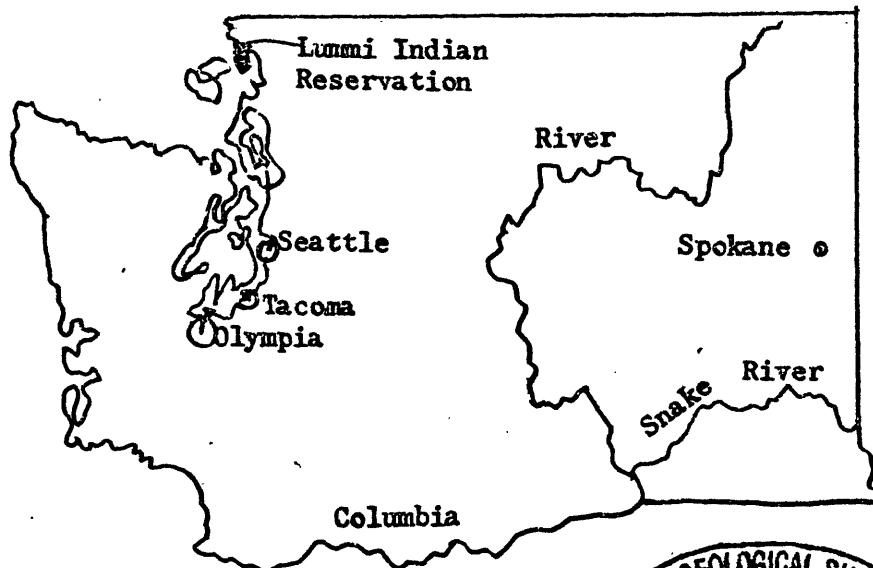 Lummi Indian
Reservation
River
Seattle
Spokane
Tacoma
Olympia
River
Snake
Columbia